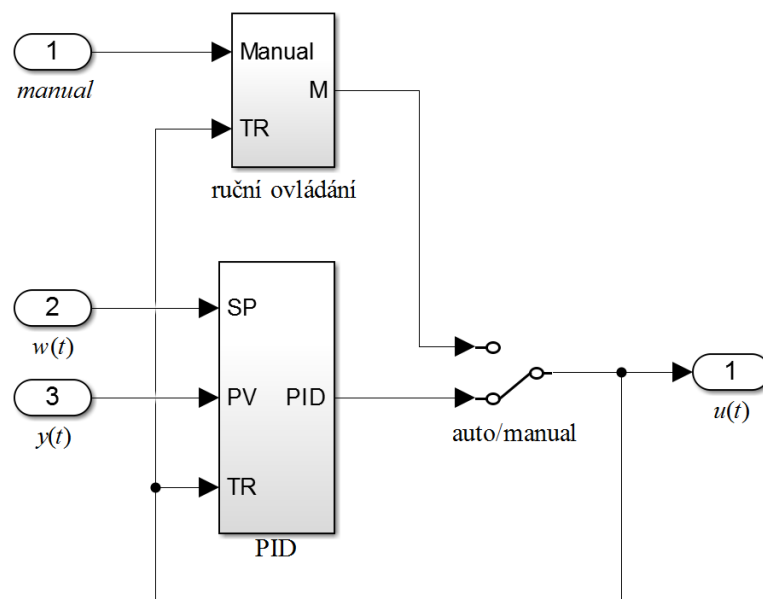 1
manual
Manual
M
TR
ruční ovládání
2
w(t)
3
y(t)
SP
PV
PID
TR
PID
auto/manual
1
u(t)